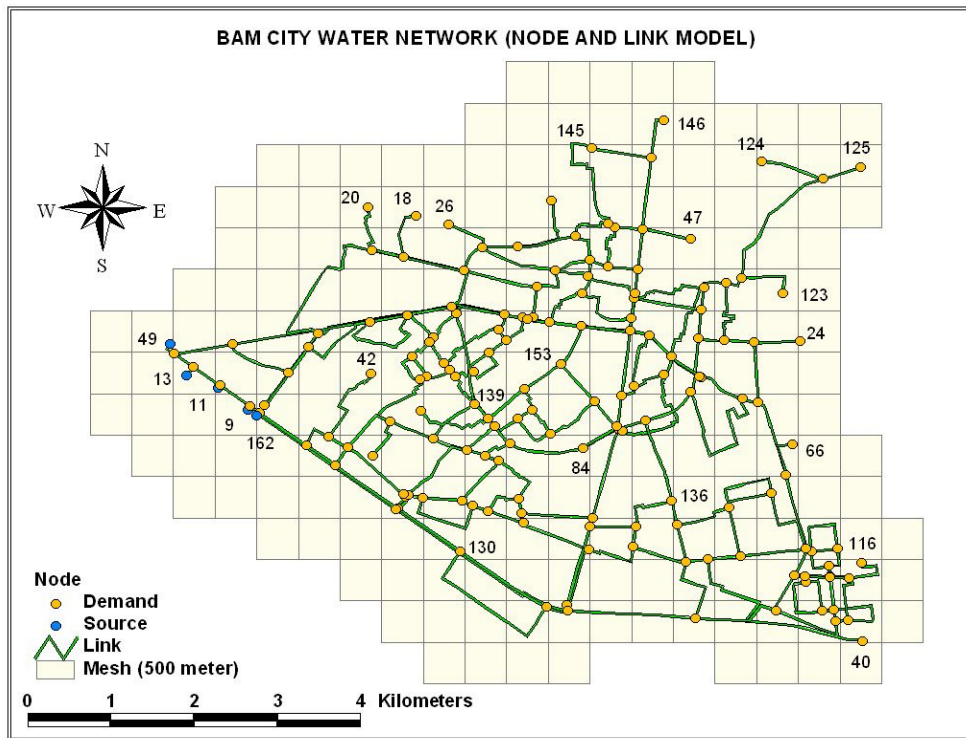 BAM CITY WATER NETWORK (NODE AND LINK MODEL)
146
145
124
125
N
W
E
S
20
18
26
47
123
49
24
42
153
13
139
11
9
162
84
66
136
130
116
Node
Demand
Source
Link
Mesh (500 meter)
40
0 1 2 3 4 Kilometers